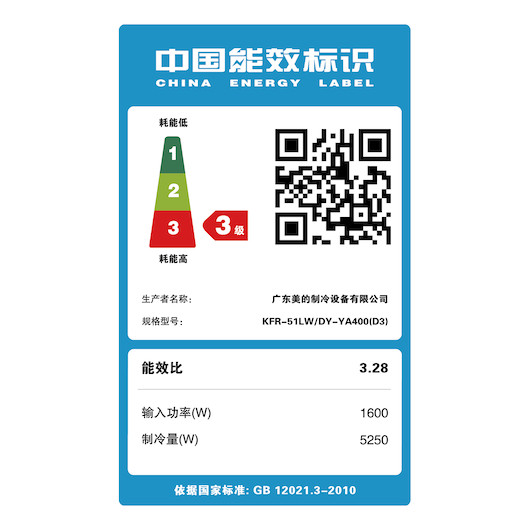 中国能效标识
CHINA ENERGY LABEL
耗能低
1
2
3
3级
耗能高
生产者名称: 广东美的制冷设备有限公司
规格型号: KFR-51LW/DY-YA400(D3)
能效比 3.28
输入功率(W) 1600
制冷量(W) 5250
依据国家标准: GB 12021.3-2010